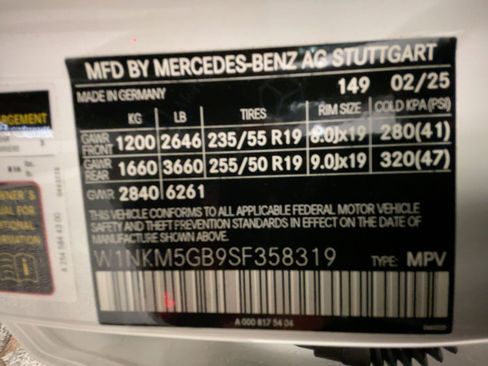 MFD BY MERCEDES-BENZ AG STUTTGART
MADE IN GERMANY 149 02/25
KG LB TIRES RIM SIZE COLD KPA(PSI)
GAWR FRONT 1200 2646 235/55 R19 8.0Jx19 280(41)
GAWR REAR 1660 3660 255/50 R19 9.0Jx19 320(47)
GVWR 2840 6261
THIS VEHICLE CONFORMS TO ALL APPLICABLE FEDERAL MOTOR VEHICLE
SAFETY AND THEFT PREVENTION STANDARDS IN EFFECT ON THE DATE OF
MANUFACTURE SHOWN ABOVE.
W1NKM5GB9SF358319 TYPE: MPV
A 000 817 54 04